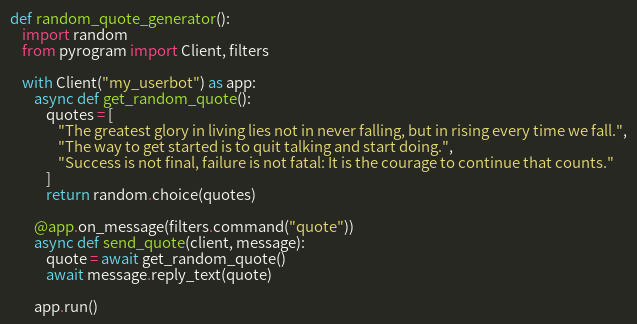 def random_quote_generator():
    import random
    from pyrogram import Client, filters

    with Client("my_userbot") as app:
        async def get_random_quote():
            quotes = [
                "The greatest glory in living lies not in never falling, but in rising every time we fall.",
                "The way to get started is to quit talking and start doing.",
                "Success is not final, failure is not fatal: It is the courage to continue that counts."
            ]
            return random.choice(quotes)

        @app.on_message(filters.command("quote"))
        async def send_quote(client, message):
            quote = await get_random_quote()
            await message.reply_text(quote)

        app.run()